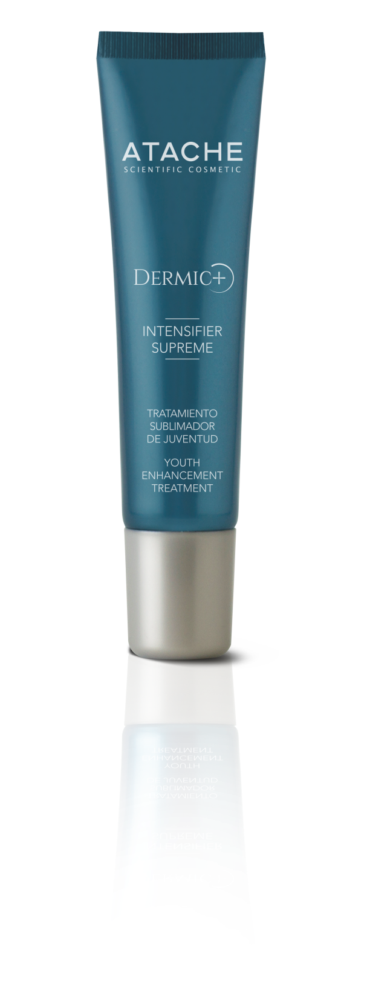 ATACHE
SCIENTIFIC COSMETIC
DERMIC+
INTENSIFIER
SUPREME
TRATAMIENTO
SUBLIMADOR
DE JUVENTUD
YOUTH
ENHANCEMENT
TREATMENT